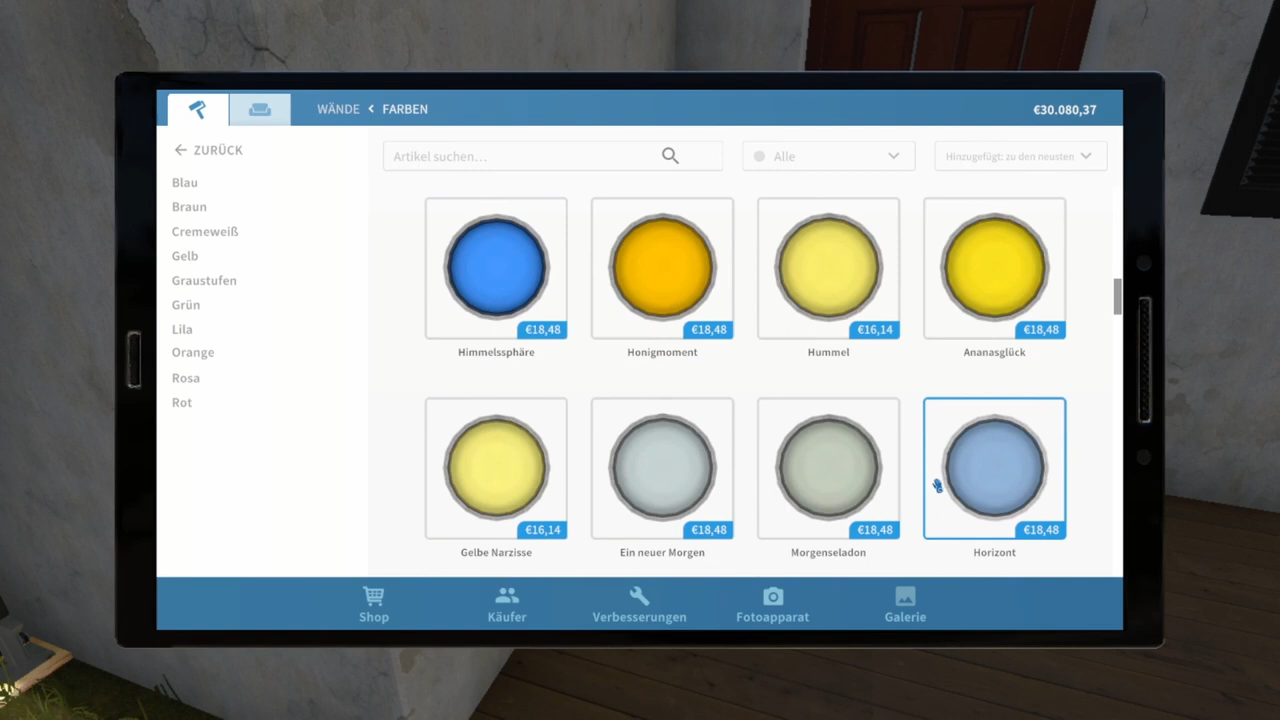 WÄNDE < FARBEN
€30.080,37
← ZURÜCK
Blau
Braun
Cremeweiß
Gelb
Graustufen
Grün
Lila
Orange
Rosa
Rot
Artikel suchen...
Alle
Hinzugefügt: zu den neusten
€18,48
€18,48
€16,14
€18,48
Himmelssphäre
Honigmoment
Hummel
Ananasglück
€16,14
€18,48
€18,48
€18,48
Gelbe Narzisse
Ein neuer Morgen
Morgenseladon
Horizont
Shop
Käufer
Verbesserungen
Fotoapparat
Galerie